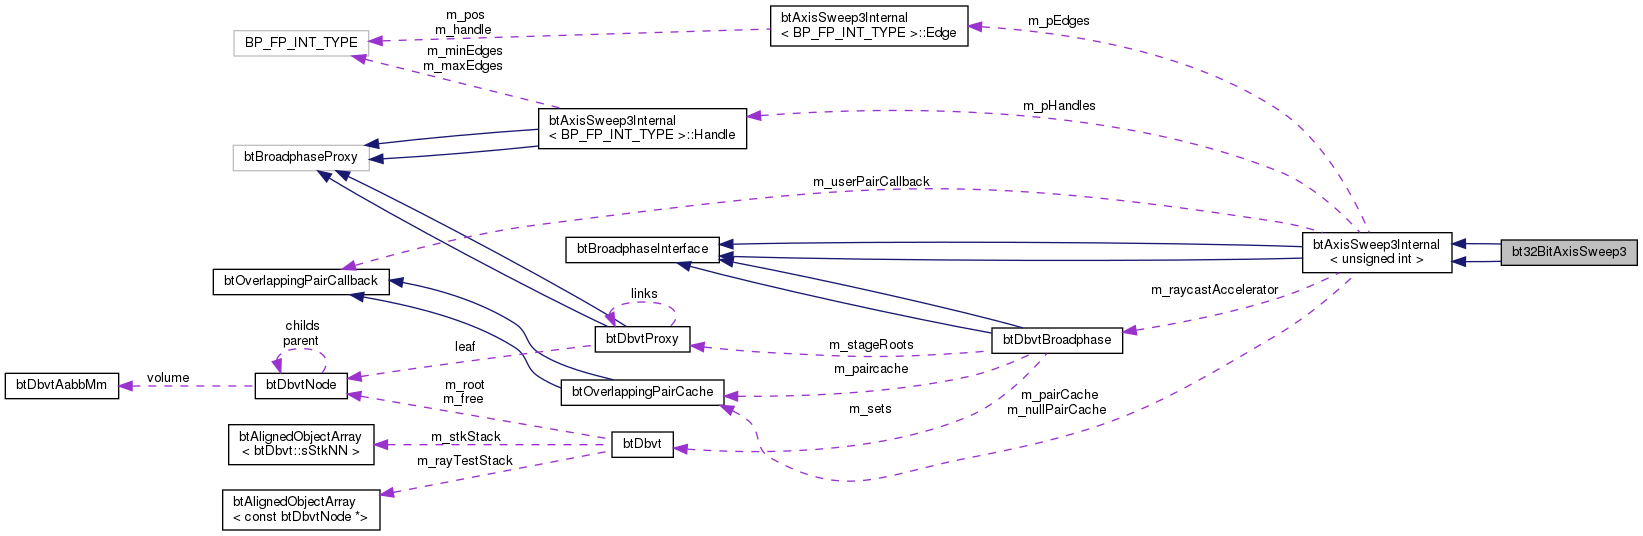 m_pos
m_handle
btAxisSweep3Internal
< BP_FP_INT_TYPE >::Edge
m_pEdges
BP_FP_INT_TYPE
m_minEdges
m_maxEdges
m_pHandles
btAxisSweep3Internal
< BP_FP_INT_TYPE >::Handle
btBroadphaseProxy
m_userPairCallback
btBroadphaseInterface
btAxisSweep3Internal
< unsigned int >
bt32BitAxisSweep3
btOverlappingPairCallback
links
m_raycastAccelerator
childs
parent
btDbvtProxy
btDbvtBroadphase
leaf
m_stageRoots
m_paircache
volume
btDbvtAabbMm
btDbvtNode
m_root
m_free
btOverlappingPairCache
m_sets
m_pairCache
m_nullPairCache
btAlignedObjectArray
< btDbvt::sStkNN >
m_stkStack
btDbvt
m_rayTestStack
btAlignedObjectArray
< const btDbvtNode *>